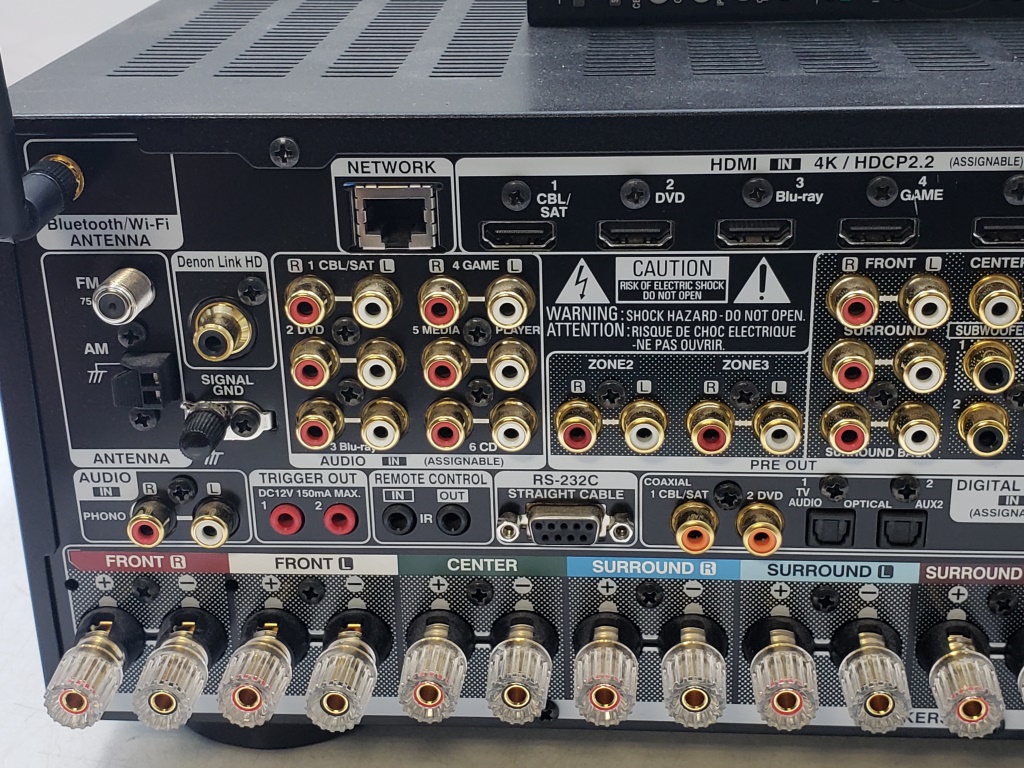 NETWORK
HDMI IN 4K / HDCP2.2 (ASSIGNABLE)
1 CBL/SAT
2 DVD
3 Blu-ray
4 GAME
Bluetooth/Wi-Fi
ANTENNA
FM
75
AM
ANTENNA
Denon Link HD
SIGNAL
GND
R 1 CBL/SAT L
R 4 GAME L
2 DVD
5 MEDIA PLAYER
3 Blu-ray
6 CD
AUDIO IN (ASSIGNABLE)
CAUTION
RISK OF ELECTRIC SHOCK
DO NOT OPEN
WARNING : SHOCK HAZARD - DO NOT OPEN.
ATTENTION : RISQUE DE CHOC ELECTRIQUE
-NE PAS OUVRIR.
ZONE2
R L
ZONE3
R L
R FRONT L
CENTER
SURROUND
SUBWOOFE
1
2
SURROUND BACK
PRE OUT
AUDIO
IN
R L
PHONO
TRIGGER OUT
DC12V 150mA MAX.
1 2
REMOTE CONTROL
IN OUT
IR
RS-232C
STRAIGHT CABLE
COAXIAL
1 CBL/SAT
2 DVD
1
TV
AUDIO
OPTICAL
2
AUX2
DIGITAL
IN
(ASSIGNA
FRONT R
FRONT L
CENTER
SURROUND R
SURROUND L
SURROUND
+ − + − + − + − + − +
KERS